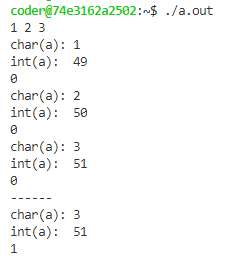 coder@74e3162a2502:~$ ./a.out
1 2 3
char(a): 1
int(a):  49
0
char(a): 2
int(a):  50
0
char(a): 3
int(a):  51
0
------
char(a): 3
int(a):  51
1